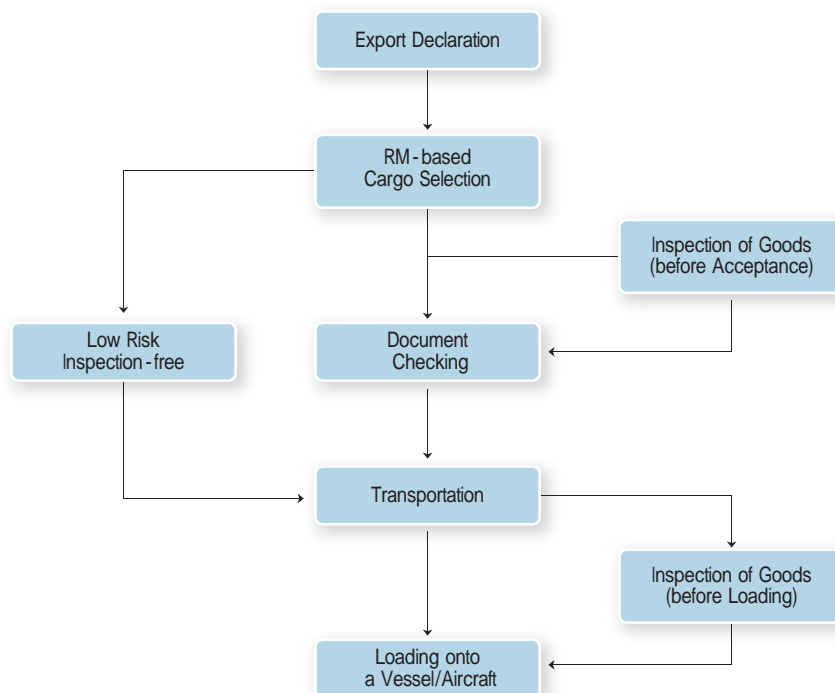 Export Declaration
RM-based
Cargo Selection
Inspection of Goods
(before Acceptance)
Low Risk
Inspection-free
Document
Checking
Transportation
Inspection of Goods
(before Loading)
Loading onto
a Vessel/Aircraft